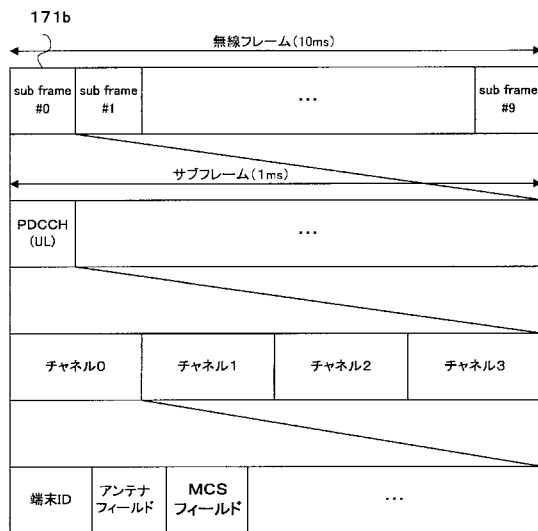 171b
無線フレーム(10ms)
sub frame
#0
sub frame
#1
...
sub frame
#9
サブフレーム(1ms)
PDCCH
(UL)
...
チャネル0
チャネル1
チャネル2
チャネル3
端末ID
アンテナ
フィールド
MCS
フィールド
...